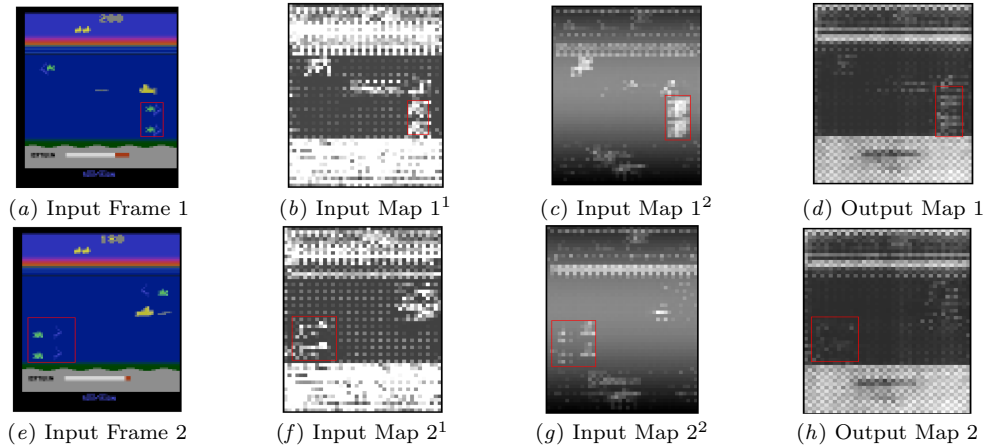 200
(a) Input Frame 1
(b) Input Map 1¹
(c) Input Map 1²
(d) Output Map 1
180
(e) Input Frame 2
(f) Input Map 2¹
(g) Input Map 2²
(h) Output Map 2